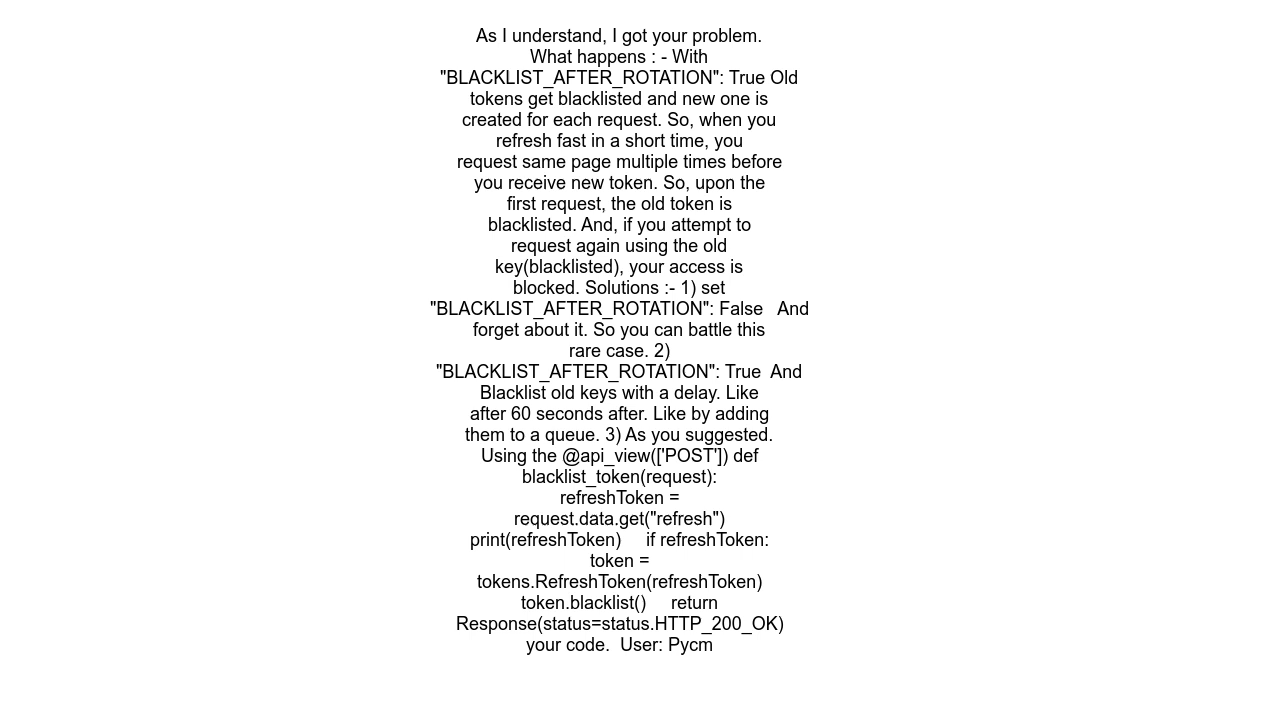 As I understand, I got your problem.
What happens : - With
"BLACKLIST_AFTER_ROTATION": True Old
tokens get blacklisted and new one is
created for each request. So, when you
refresh fast in a short time, you
request same page multiple times before
you receive new token. So, upon the
first request, the old token is
blacklisted. And, if you attempt to
request again using the old
key(blacklisted), your access is
blocked. Solutions :- 1) set
"BLACKLIST_AFTER_ROTATION": False   And
forget about it. So you can battle this
rare case. 2)
"BLACKLIST_AFTER_ROTATION": True  And
Blacklist old keys with a delay. Like
after 60 seconds after. Like by adding
them to a queue. 3) As you suggested.
Using the @api_view(['POST']) def
blacklist_token(request):
refreshToken =
request.data.get("refresh")
print(refreshToken)     if refreshToken:
token =
tokens.RefreshToken(refreshToken)
token.blacklist()     return
Response(status=status.HTTP_200_OK)
your code.  User: Pycm